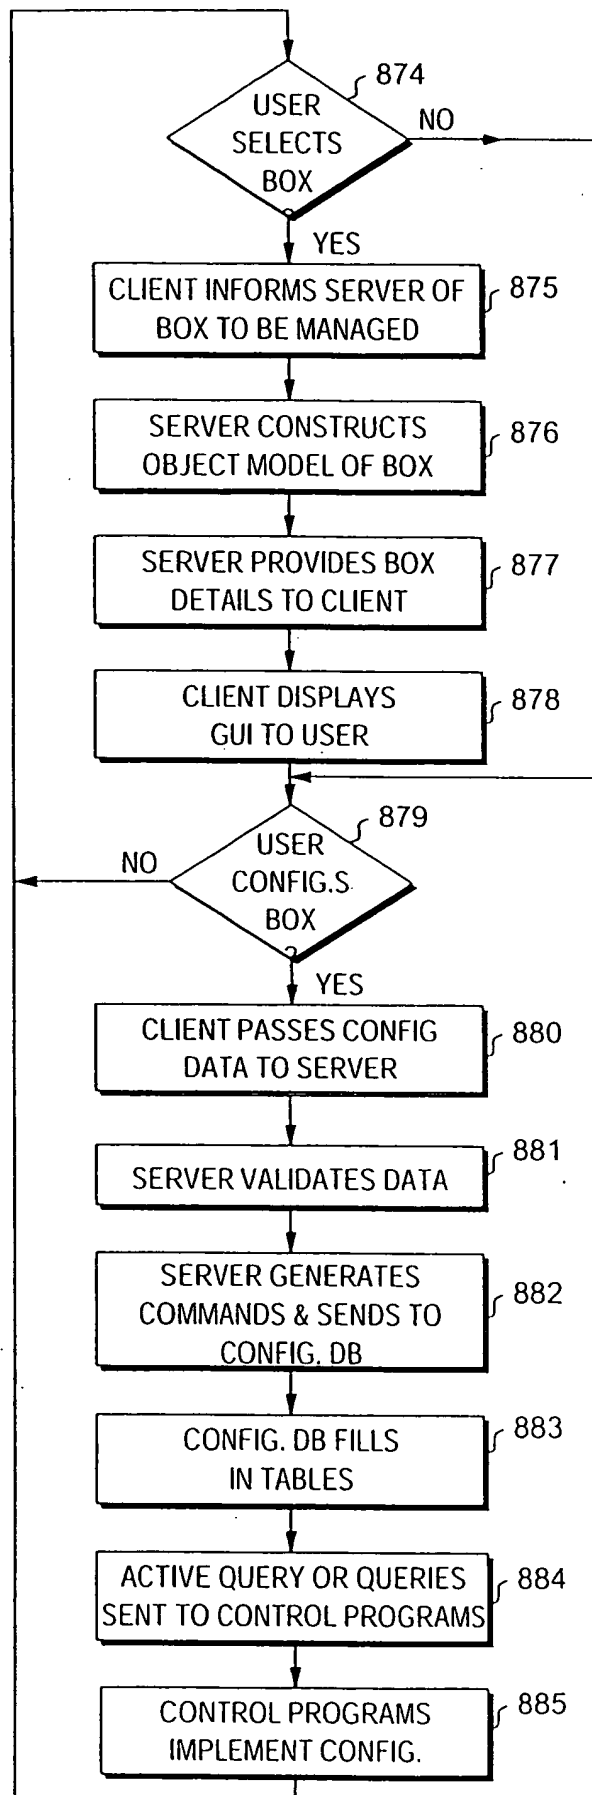 874
USER
SELECTS
BOX
?
NO
YES
CLIENT INFORMS SERVER OF
BOX TO BE MANAGED
875
SERVER CONSTRUCTS
OBJECT MODEL OF BOX
876
SERVER PROVIDES BOX
DETAILS TO CLIENT
877
CLIENT DISPLAYS
GUI TO USER
878
879
USER
CONFIG.S
BOX
?
NO
YES
CLIENT PASSES CONFIG
DATA TO SERVER
880
SERVER VALIDATES DATA
881
SERVER GENERATES
COMMANDS & SENDS TO
CONFIG. DB
882
CONFIG. DB FILLS
IN TABLES
883
ACTIVE QUERY OR QUERIES
SENT TO CONTROL PROGRAMS
884
CONTROL PROGRAMS
IMPLEMENT CONFIG.
885